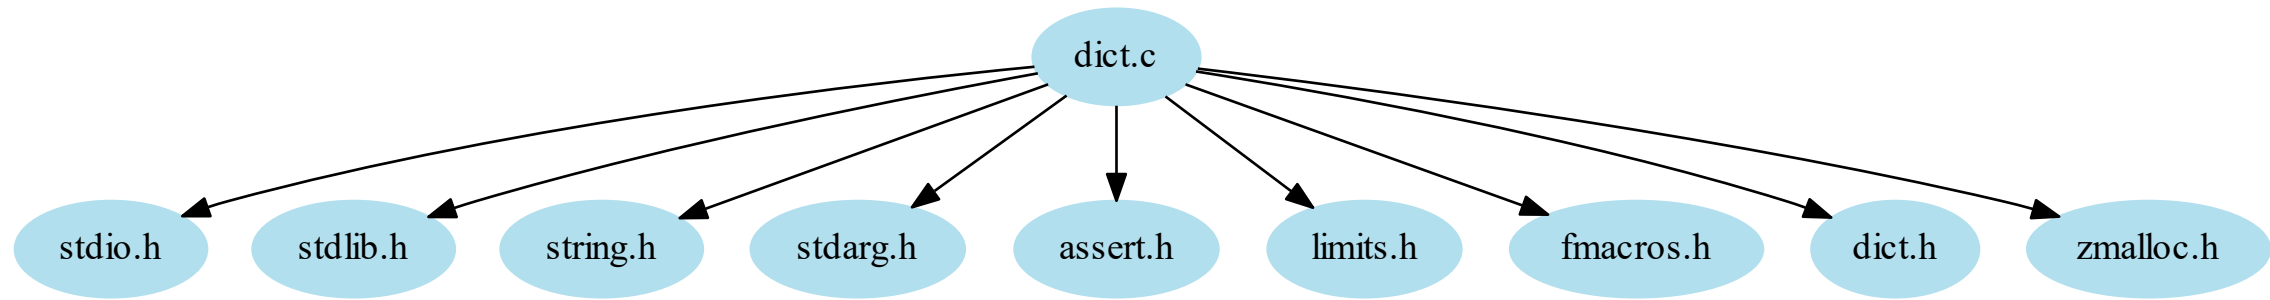 dict.c
stdio.h
stdlib.h
string.h
stdarg.h
assert.h
limits.h
fmacros.h
dict.h
zmalloc.h